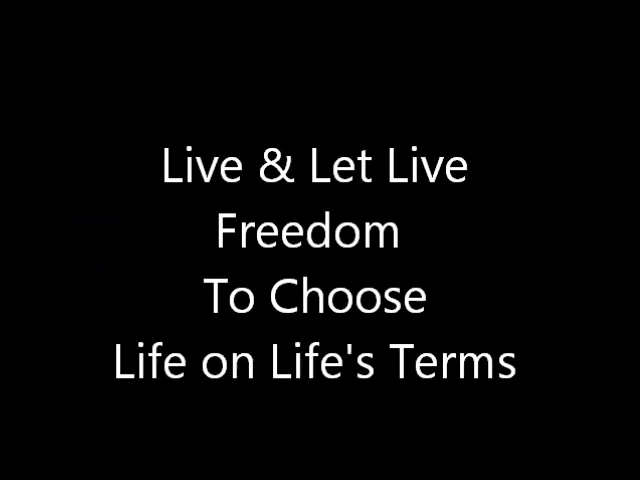 Live & Let Live
Freedom
To Choose
Life on Life's Terms